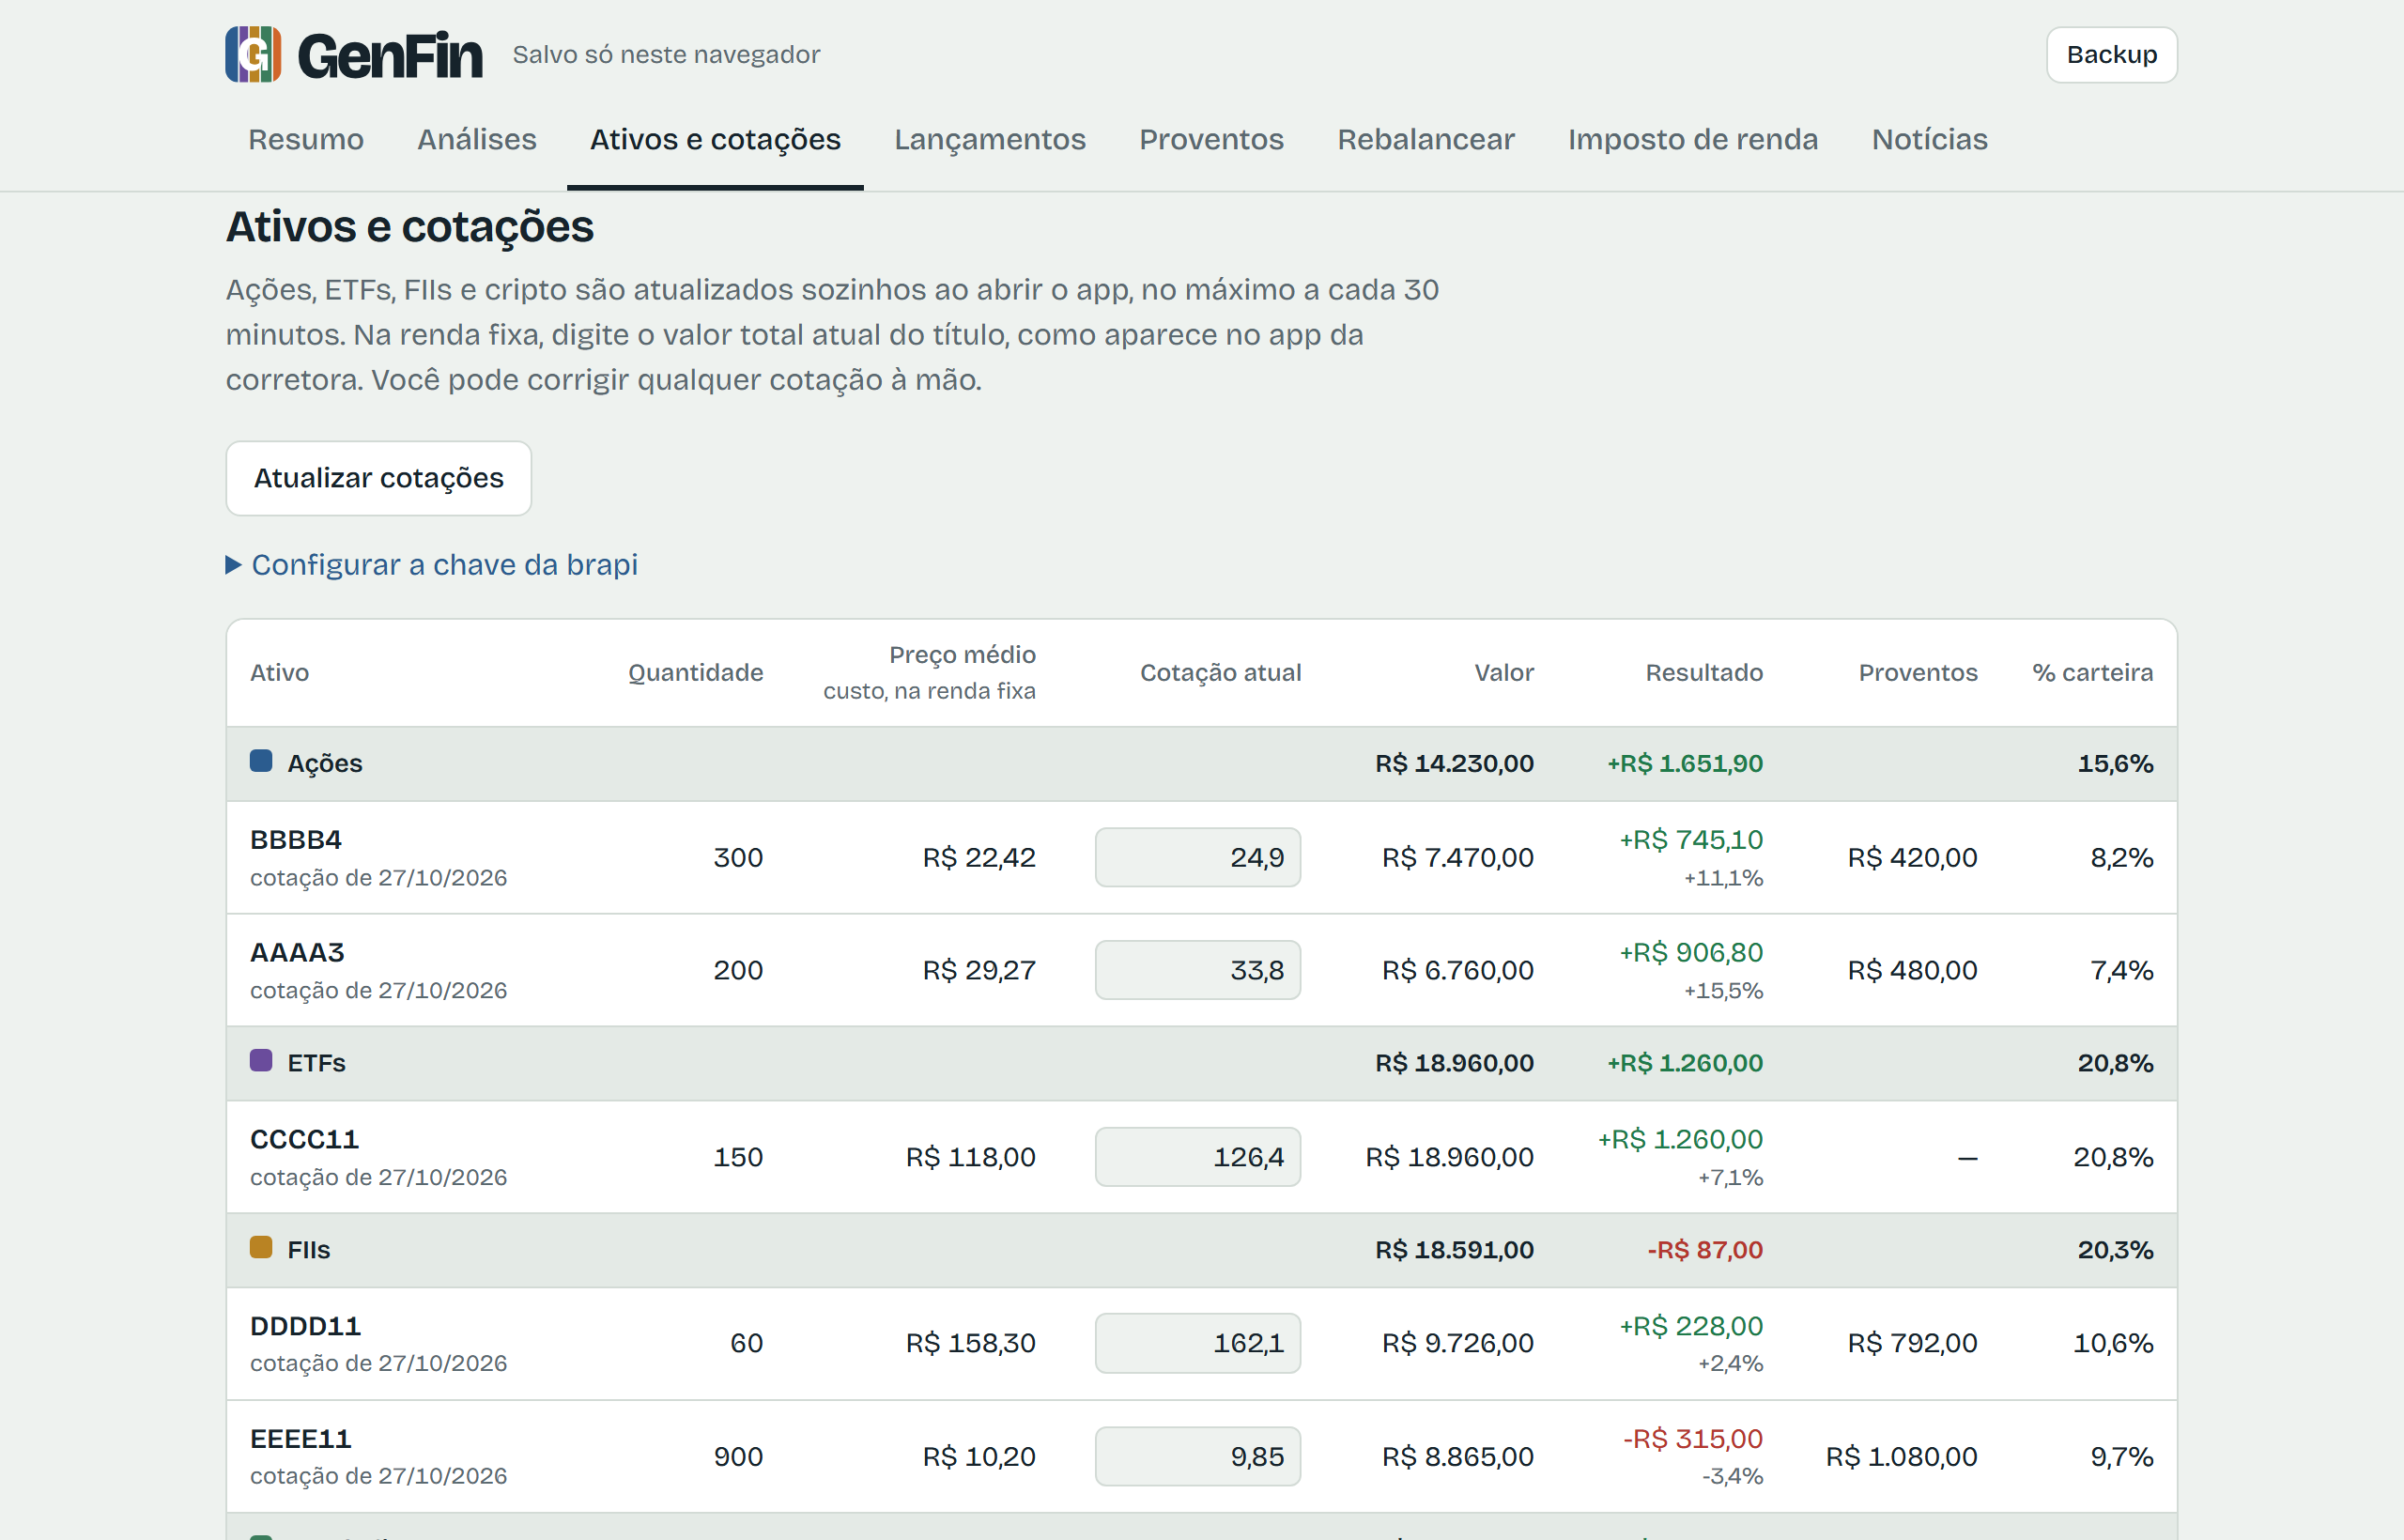 G GenFin Salvo só neste navegador Backup
Resumo Análises Ativos e cotações Lançamentos Proventos Rebalancear Imposto de renda Notícias
Ativos e cotações
Ações, ETFs, FIIs e cripto são atualizados sozinhos ao abrir o app, no máximo a cada 30
minutos. Na renda fixa, digite o valor total atual do título, como aparece no app da
corretora. Você pode corrigir qualquer cotação à mão.
Atualizar cotações
Configurar a chave da brapi
Ativo Quantidade Preço médio custo, na renda fixa Cotação atual Valor Resultado Proventos % carteira
Ações R$ 14.230,00 +R$ 1.651,90 15,6%
BBBB4 300 R$ 22,42 24,9 R$ 7.470,00 +R$ 745,10 R$ 420,00 8,2%
cotação de 27/10/2026 +11,1%
AAAA3 200 R$ 29,27 33,8 R$ 6.760,00 +R$ 906,80 R$ 480,00 7,4%
cotação de 27/10/2026 +15,5%
ETFs R$ 18.960,00 +R$ 1.260,00 20,8%
CCCC11 150 R$ 118,00 126,4 R$ 18.960,00 +R$ 1.260,00 — 20,8%
cotação de 27/10/2026 +7,1%
FIIs R$ 18.591,00 -R$ 87,00 20,3%
DDDD11 60 R$ 158,30 162,1 R$ 9.726,00 +R$ 228,00 R$ 792,00 10,6%
cotação de 27/10/2026 +2,4%
EEEE11 900 R$ 10,20 9,85 R$ 8.865,00 -R$ 315,00 R$ 1.080,00 9,7%
cotação de 27/10/2026 -3,4%